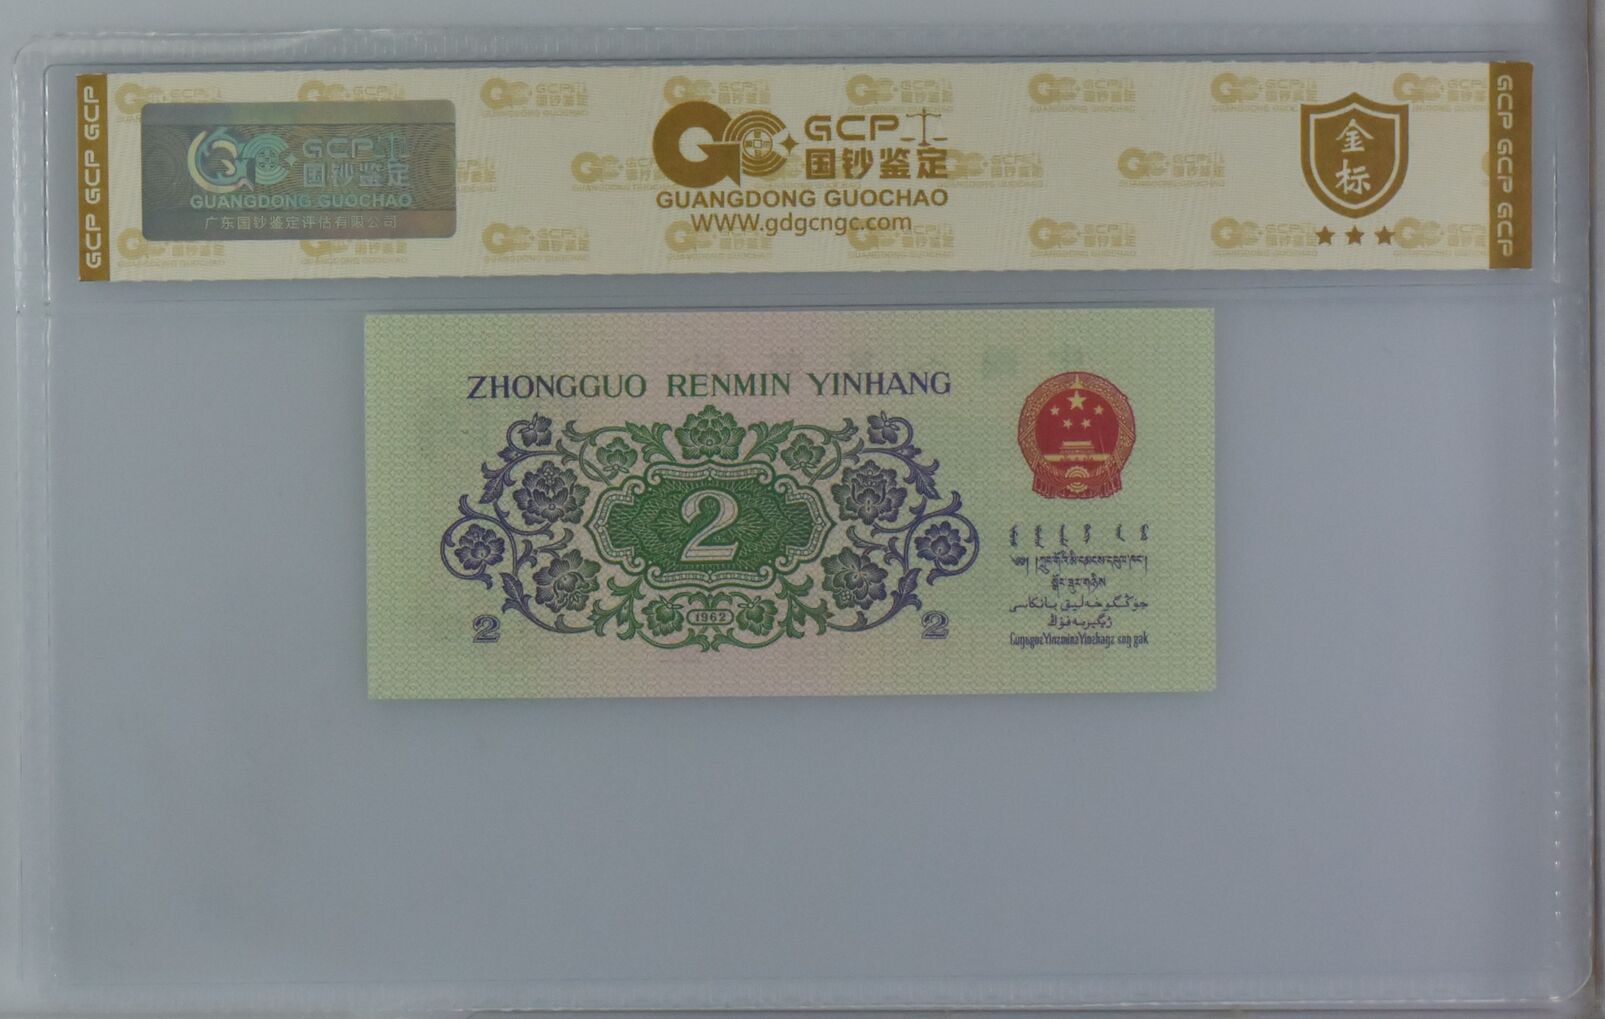 GCP GCP GCP
GCP
国钞鉴定
GUANGDONG GUOCHAO
广东国钞鉴定评估有限公司
GCP
国钞鉴定
GUANGDONG GUOCHAO
WWW.gdgcngc.com
金标
GCP GCP GCP
ZHONGGUO RENMIN YINHANG
2
1962
2
2